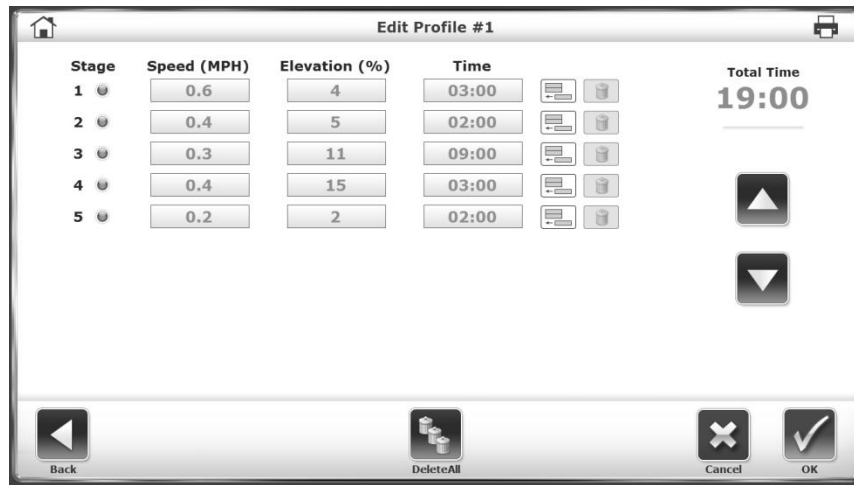 Edit Profile #1
Stage Speed (MPH) Elevation (%) Time
Total Time
19:00
1 0.6 4 03:00
2 0.4 5 02:00
3 0.3 11 09:00
4 0.4 15 03:00
5 0.2 2 02:00
Back DeleteAll Cancel OK